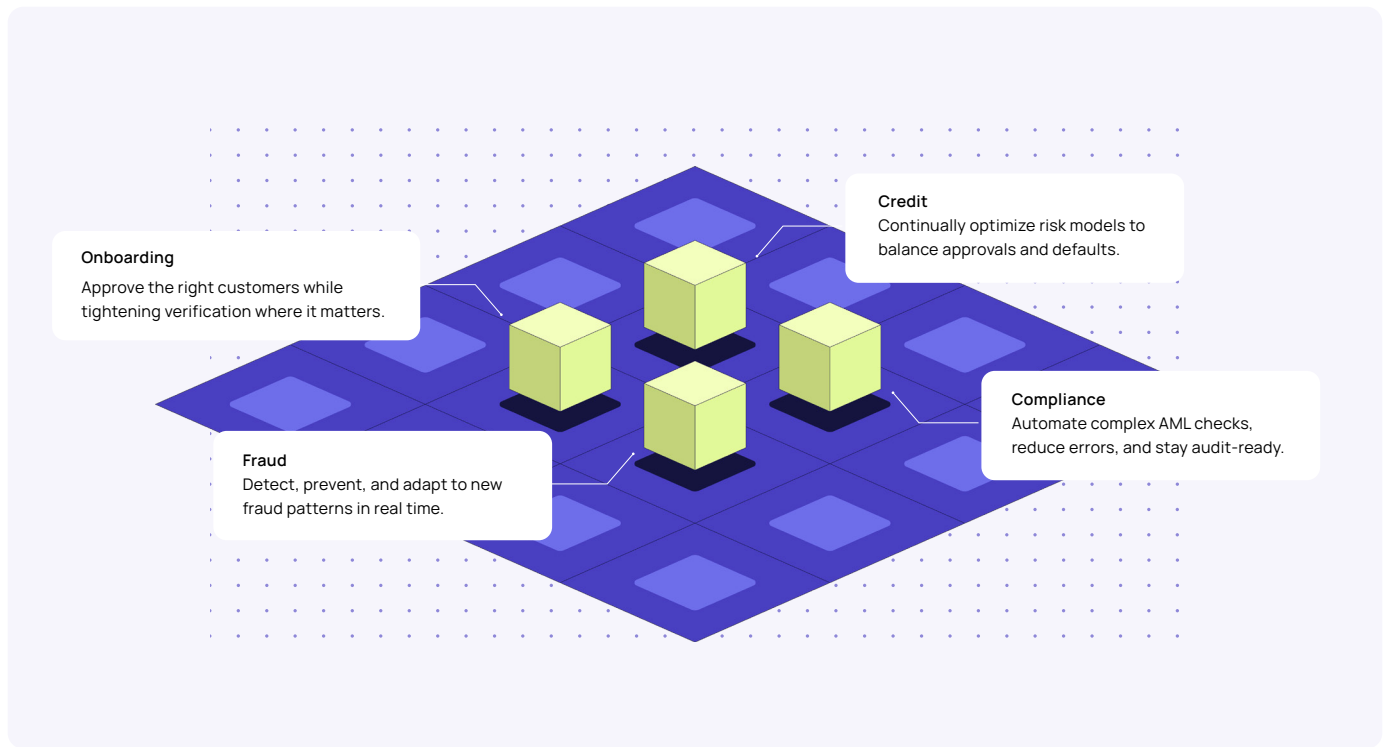 Credit
Continually optimize risk models to
balance approvals and defaults.
Onboarding
Approve the right customers while
tightening verification where it matters.
Compliance
Automate complex AML checks,
reduce errors, and stay audit-ready.
Fraud
Detect, prevent, and adapt to new
fraud patterns in real time.